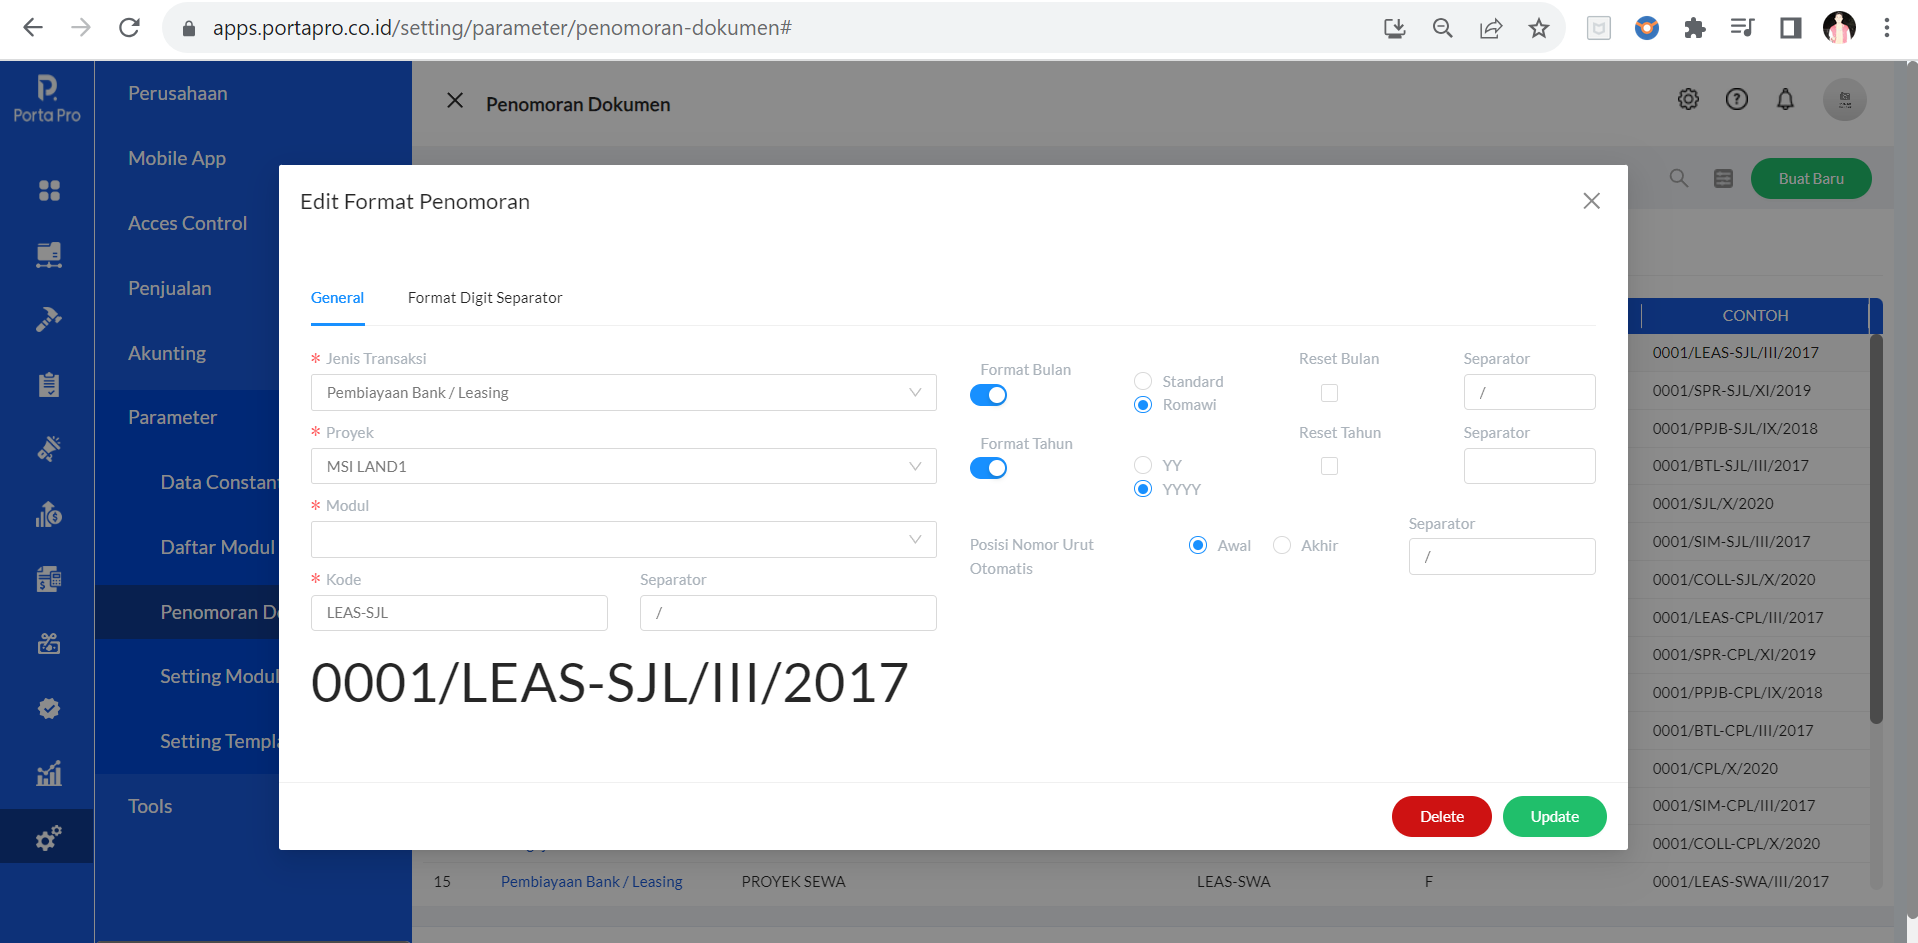 apps.portapro.co.id/setting/parameter/penomoran-dokumen#
Porta Pro
Perusahaan
Mobile App
Acces Control
Penjualan
Akunting
Parameter
Data Constan
Daftar Modul
Penomoran D
Setting Modul
Setting Templ
Tools
Penomoran Dokumen
Buat Baru
Edit Format Penomoran
General
Format Digit Separator
* Jenis Transaksi
Pembiayaan Bank / Leasing
* Proyek
MSI LAND1
* Modul
* Kode
Separator
LEAS-SJL
/
0001/LEAS-SJL/III/2017
Format Bulan
Standard
Romawi
Reset Bulan
Separator
/
Format Tahun
YY
YYYY
Reset Tahun
Separator
Posisi Nomor Urut
Otomatis
Awal
Akhir
Separator
/
Delete
Update
CONTOH
0001/LEAS-SJL/III/2017
0001/SPR-SJL/XI/2019
0001/PPJB-SJL/IX/2018
0001/BTL-SJL/III/2017
0001/SJL/X/2020
0001/SIM-SJL/III/2017
0001/COLL-SJL/X/2020
0001/LEAS-CPL/III/2017
0001/SPR-CPL/XI/2019
0001/PPJB-CPL/IX/2018
0001/BTL-CPL/III/2017
0001/CPL/X/2020
0001/SIM-CPL/III/2017
0001/COLL-CPL/X/2020
15 Pembiayaan Bank / Leasing PROYEK SEWA LEAS-SWA F 0001/LEAS-SWA/III/2017